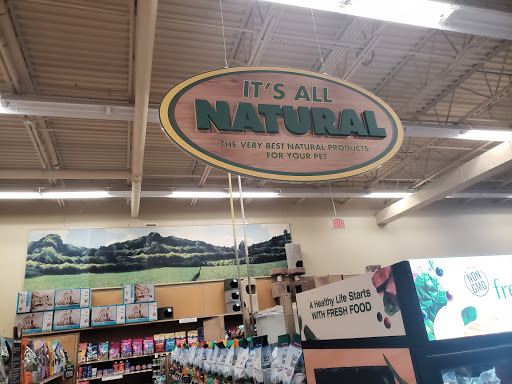 IT'S ALL
NATURAL
THE VERY BEST NATURAL PRODUCTS
FOR YOUR PET
A Healthy Life Starts
WITH FRESH FOOD
NON
GMO
fre